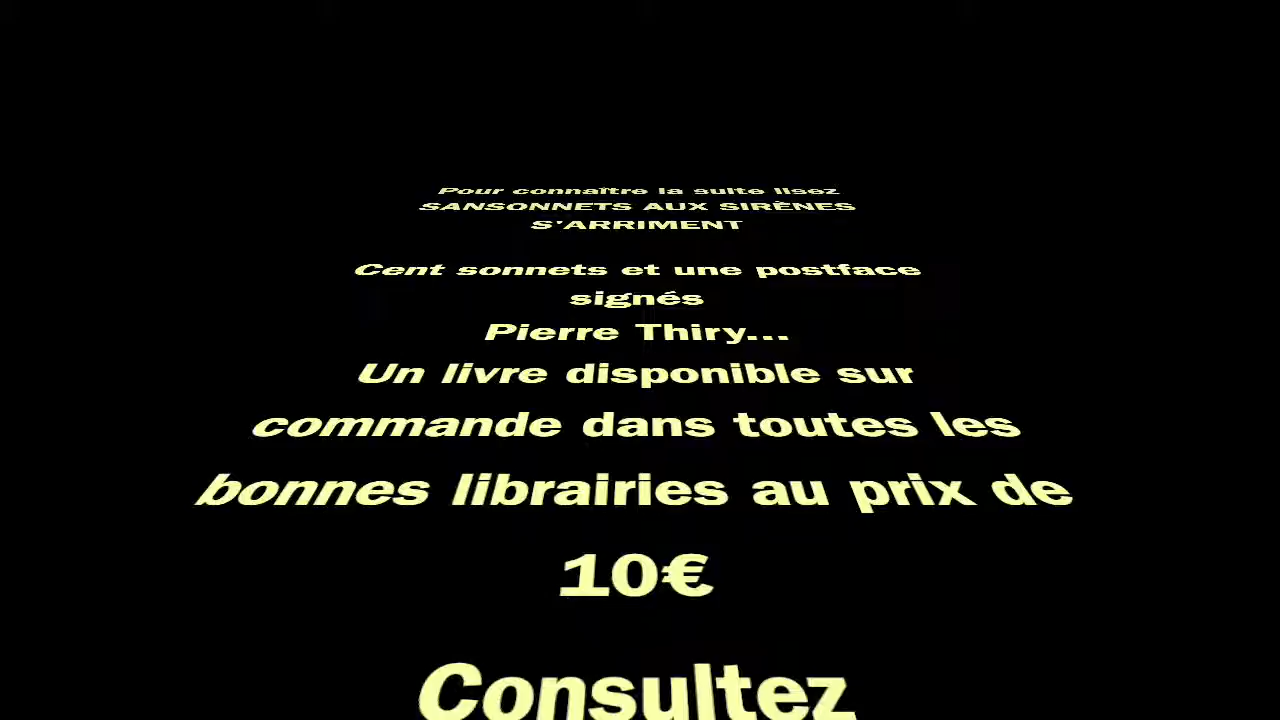 Pour connaître la suite lisez
SANSONNETS AUX SIRÈNES
S'ARRIMENT
Cent sonnets et une postface
signés
Pierre Thiry...
Un livre disponible sur
commande dans toutes les
bonnes librairies au prix de
10€
Consultez